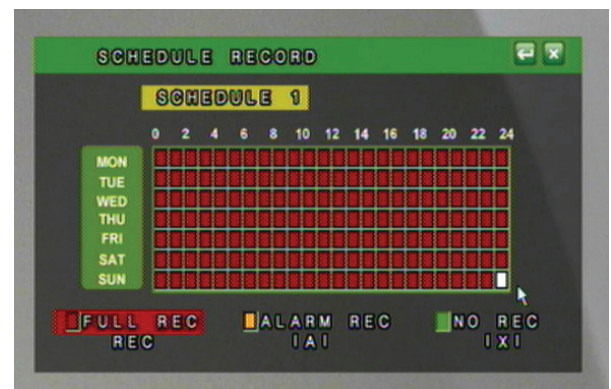 SCHEDULE RECORD
SCHEDULE 1
0 2 4 6 8 10 12 14 16 18 20 22 24
MON
TUE
WED
THU
FRI
SAT
SUN
FULL REC ALARM REC NO REC
REC |A| |X|